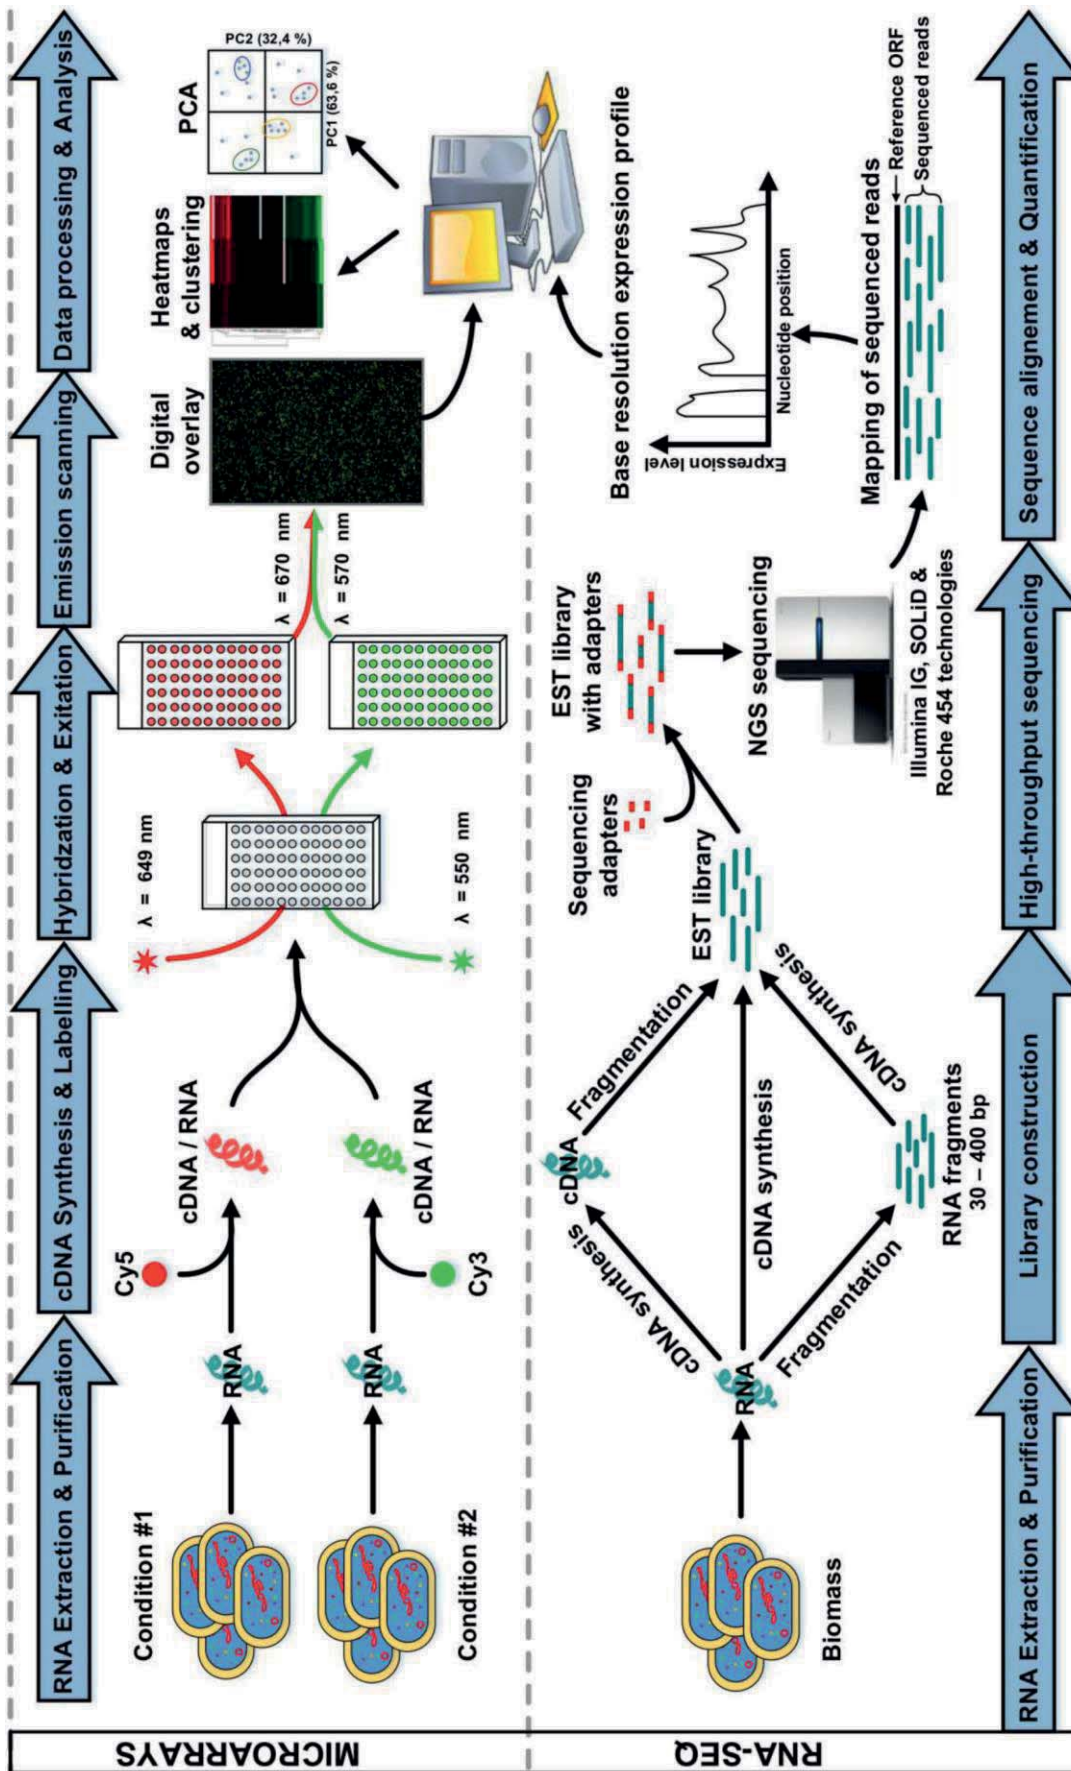 MICROARRAYS
RNA Extraction & Purification
cDNA Synthesis & Labelling
Hybridzation & Exitation
Emission scanning
Data processing & Analysis
Condition #1
RNA
Cy5
cDNA / RNA
λ = 649 nm
λ = 670 nm
Digital
overlay
Heatmaps
& clustering
PCA
PC2 (32,4 %)
PC1 (63,6 %)
Condition #2
RNA
Cy3
cDNA / RNA
λ = 550 nm
λ = 570 nm
RNA-SEQ
Biomass
RNA
cDNA synthesis
cDNA
Fragmentation
cDNA synthesis
Fragmentation
RNA fragments
30 – 400 bp
cDNA synthesis
EST library
Sequencing
adapters
EST library
with adapters
NGS sequencing
Illumina IG, SOLiD &
Roche 454 technologies
Base resolution expression profile
Expression level
Nucleotide position
Mapping of sequenced reads
Reference ORF
Sequenced reads
RNA Extraction & Purification
Library construction
High-throughput sequencing
Sequence alignement & Quantification